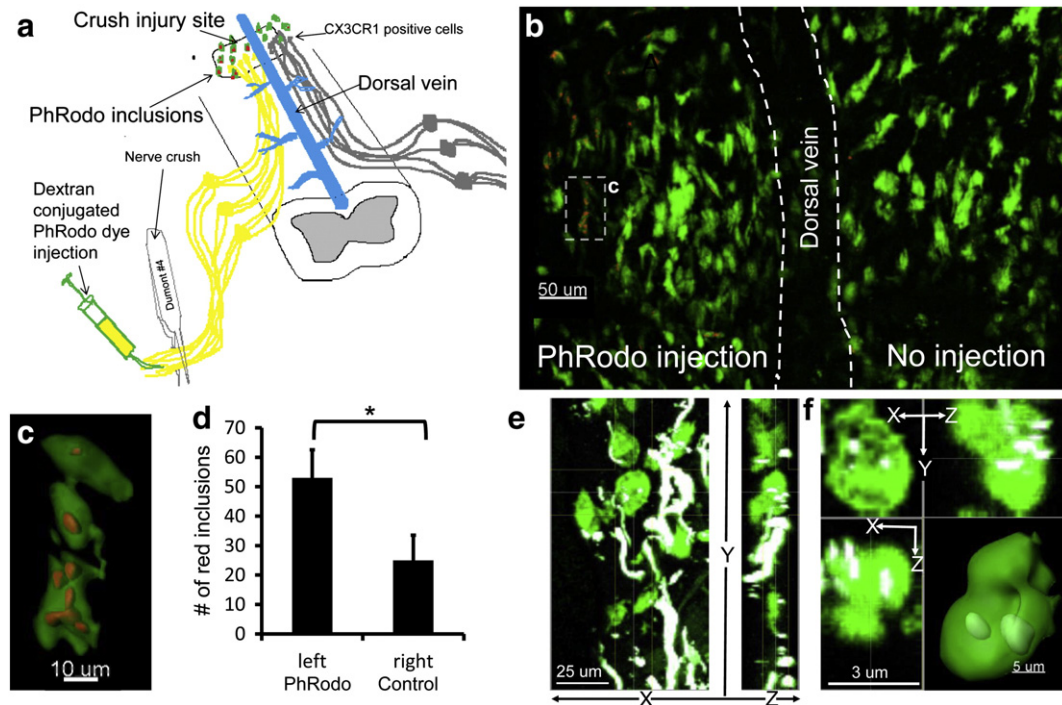 a
Crush injury site
CX3CR1 positive cells
Dorsal vein
PhRodo inclusions
Nerve crush
Dextran
conjugated
PhRodo dye
injection
Dumont #4
b
c
Dorsal vein
50 um
PhRodo injection
No injection
c
10 um
d
*
# of red inclusions
70
60
50
40
30
20
10
0
left
PhRodo
right
Control
e
Y
25 um
X
Z
f
X
Z
Y
X
Z
3 um
5 um